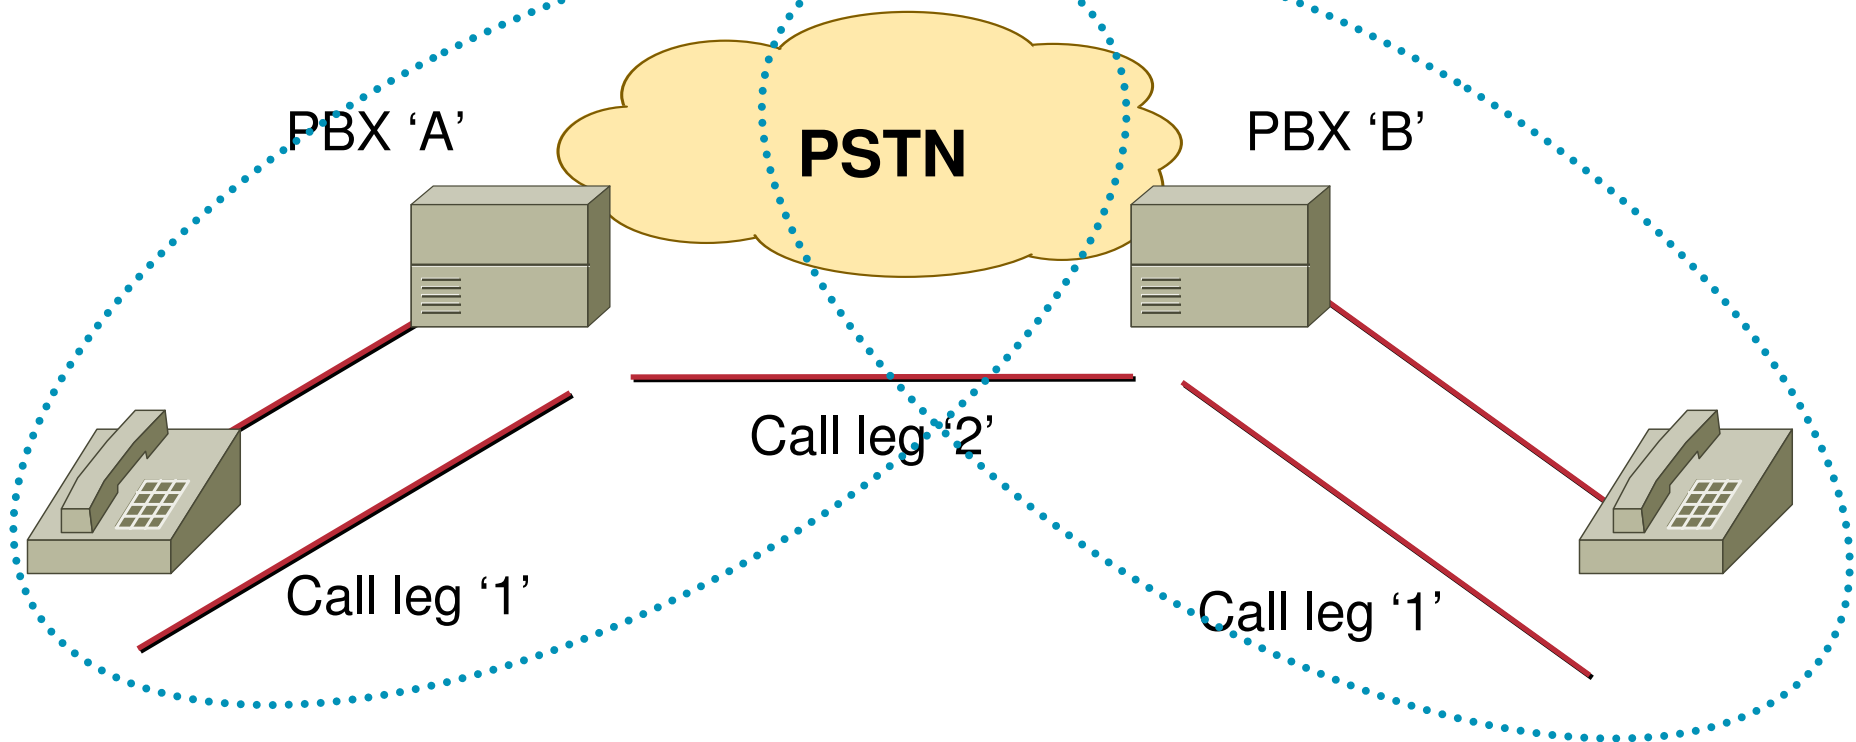 PBX ‘A’
PSTN
PBX ‘B’
Call leg ‘2’
Call leg ‘1’
Call leg ‘1’